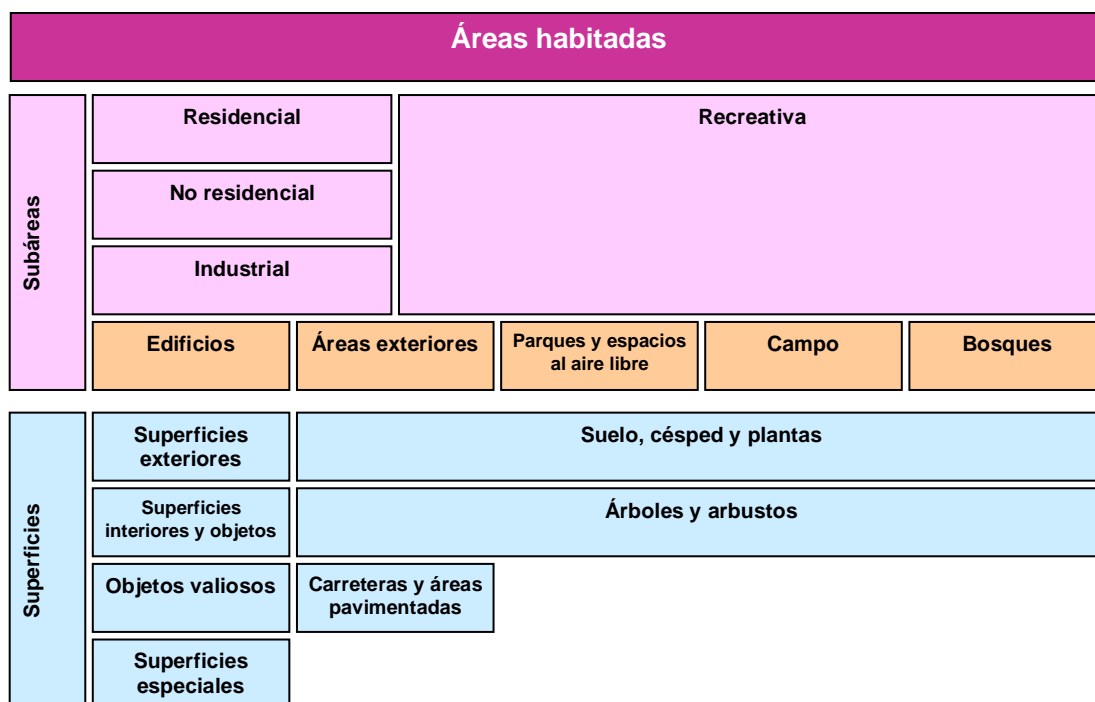 Áreas habitadas
Subáreas
Residencial
Recreativa
No residencial
Industrial
Edificios
Áreas exteriores
Parques y espacios
al aire libre
Campo
Bosques
Superficies
Superficies
exteriores
Suelo, césped y plantas
Superficies
interiores y objetos
Árboles y arbustos
Objetos valiosos
Carreteras y áreas
pavimentadas
Superficies
especiales